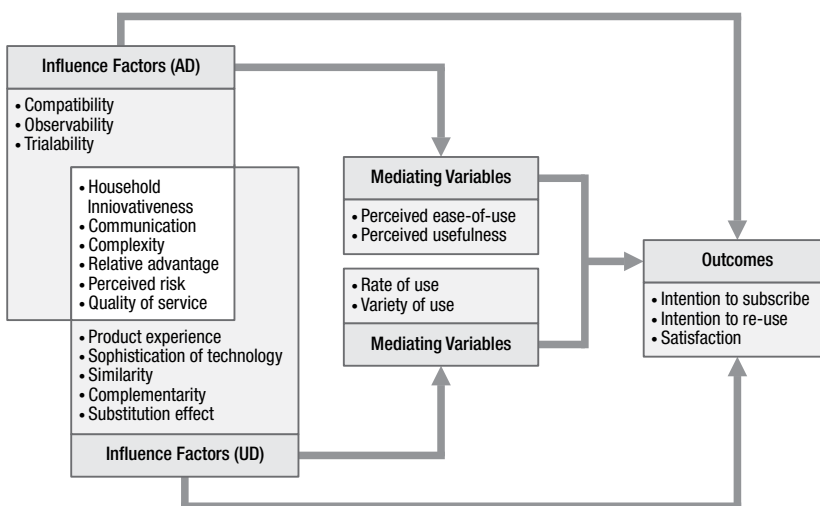 Influence Factors (AD)
• Compatibility
• Observability
• Trialability
• Household
Inniovativeness
• Communication
• Complexity
• Relative advantage
• Perceived risk
• Quality of service
• Product experience
• Sophistication of technology
• Similarity
• Complementarity
• Substitution effect
Influence Factors (UD)
Mediating Variables
• Perceived ease-of-use
• Perceived usefulness
• Rate of use
• Variety of use
Mediating Variables
Outcomes
• Intention to subscribe
• Intention to re-use
• Satisfaction